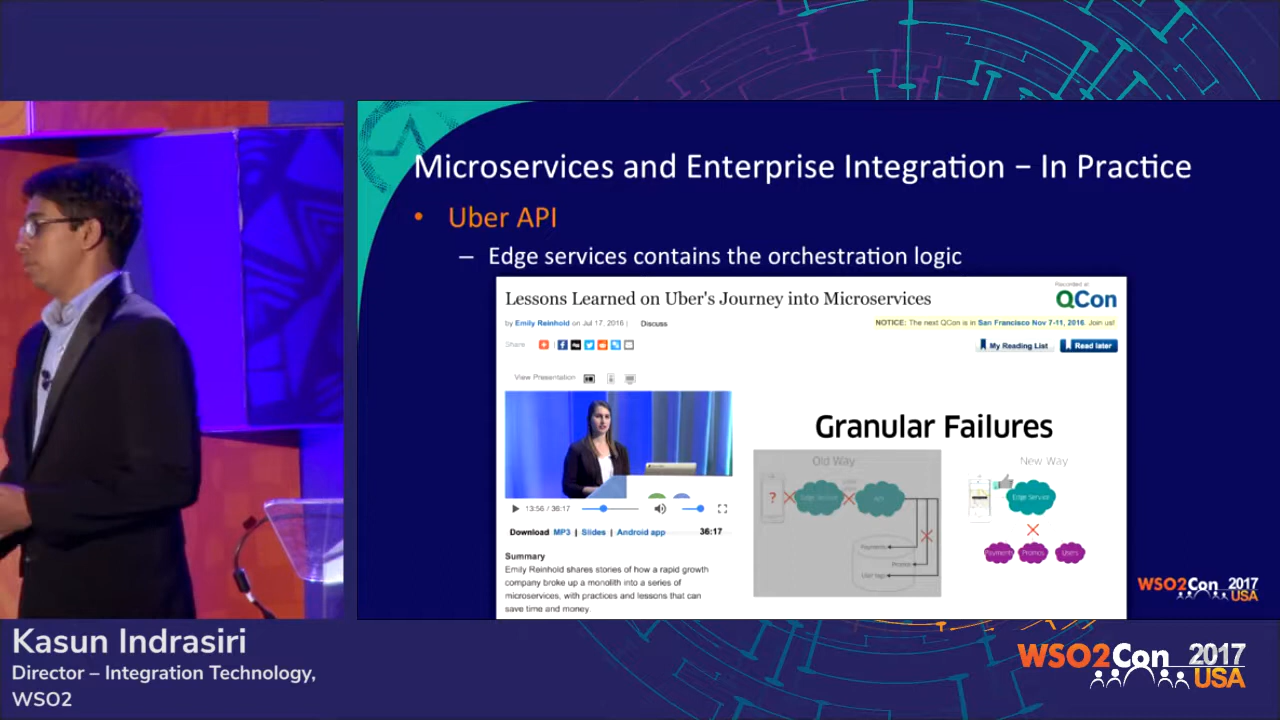 Microservices and Enterprise Integration – In Practice
• Uber API
– Edge services contains the orchestration logic
Lessons Learned on Uber's Journey into Microservices
Recorded at
QCon
by Emily Reinhold on Jul 17, 2016 | Discuss
NOTICE: The next QCon is in San Francisco Nov 7-11, 2016 Join us!
Share
My Reading List
Read later
View Presentation
Granular Failures
Old Way
New Way
?
Edge Service
API
Edge Service
Payments
Promos
Payments
Promos
Users
13:56 / 36:17
Download MP3 | Slides | Android app
36:17
Summary
Emily Reinhold shares stories of how a rapid growth
company broke up a monolith into a series of
microservices, with practices and lessons that can
save time and money.
WSO2Con 2017
USA
Kasun Indrasiri
Director – Integration Technology,
WSO2
WSO2Con 2017
USA